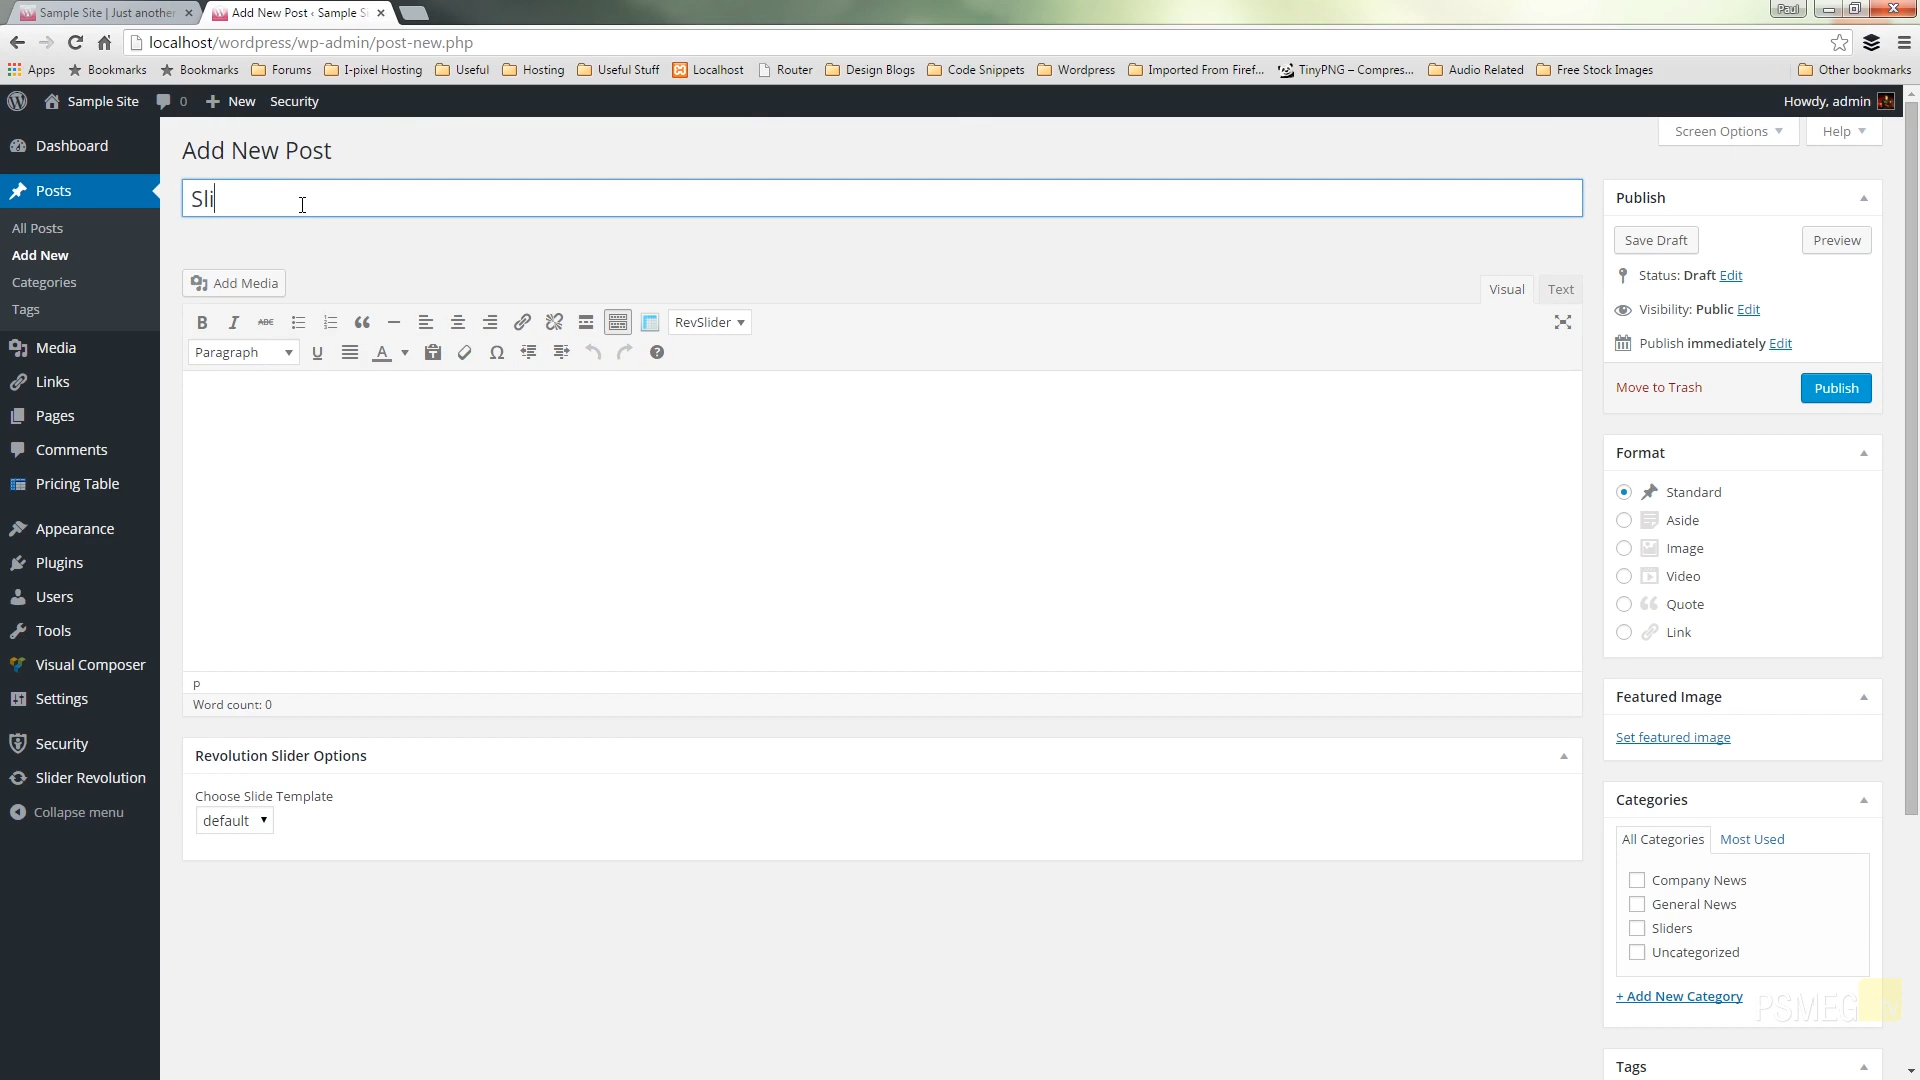 Sample Site | Just another
Add New Post ‹ Sample Si
Paul
localhost/wordpress/wp-admin/post-new.php
Apps Bookmarks Bookmarks Forums I-pixel Hosting Useful Hosting Useful Stuff Localhost Router Design Blogs Code Snippets Wordpress Imported From Firef... TinyPNG – Compres... Audio Related Free Stock Images Other bookmarks
Sample Site 0 New Security Howdy, admin
Screen Options Help
Dashboard
Posts
All Posts
Add New
Categories
Tags
Media
Links
Pages
Comments
Pricing Table
Appearance
Plugins
Users
Tools
Visual Composer
Settings
Security
Slider Revolution
Collapse menu
Add New Post
Sli
Add Media
Visual Text
B I ABC RevSlider
Paragraph U A Ω
p
Word count: 0
Revolution Slider Options
Choose Slide Template
default
Publish
Save Draft Preview
Status: Draft Edit
Visibility: Public Edit
Publish immediately Edit
Move to Trash Publish
Format
Standard
Aside
Image
Video
Quote
Link
Featured Image
Set featured image
Categories
All Categories Most Used
Company News
General News
Sliders
Uncategorized
+ Add New Category
PSMEG
Tags